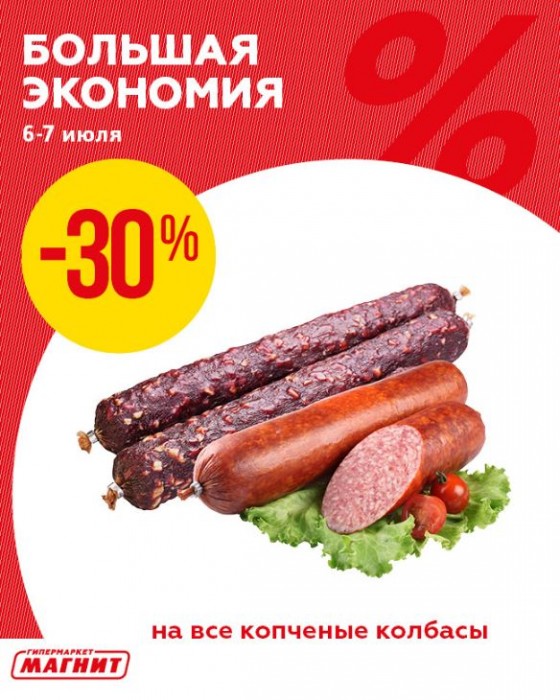 БОЛЬШАЯ
ЭКОНОМИЯ
6-7 июля
%
-30%
на все копченые колбасы
ГИПЕРМАРКЕТ
МАГНИТ